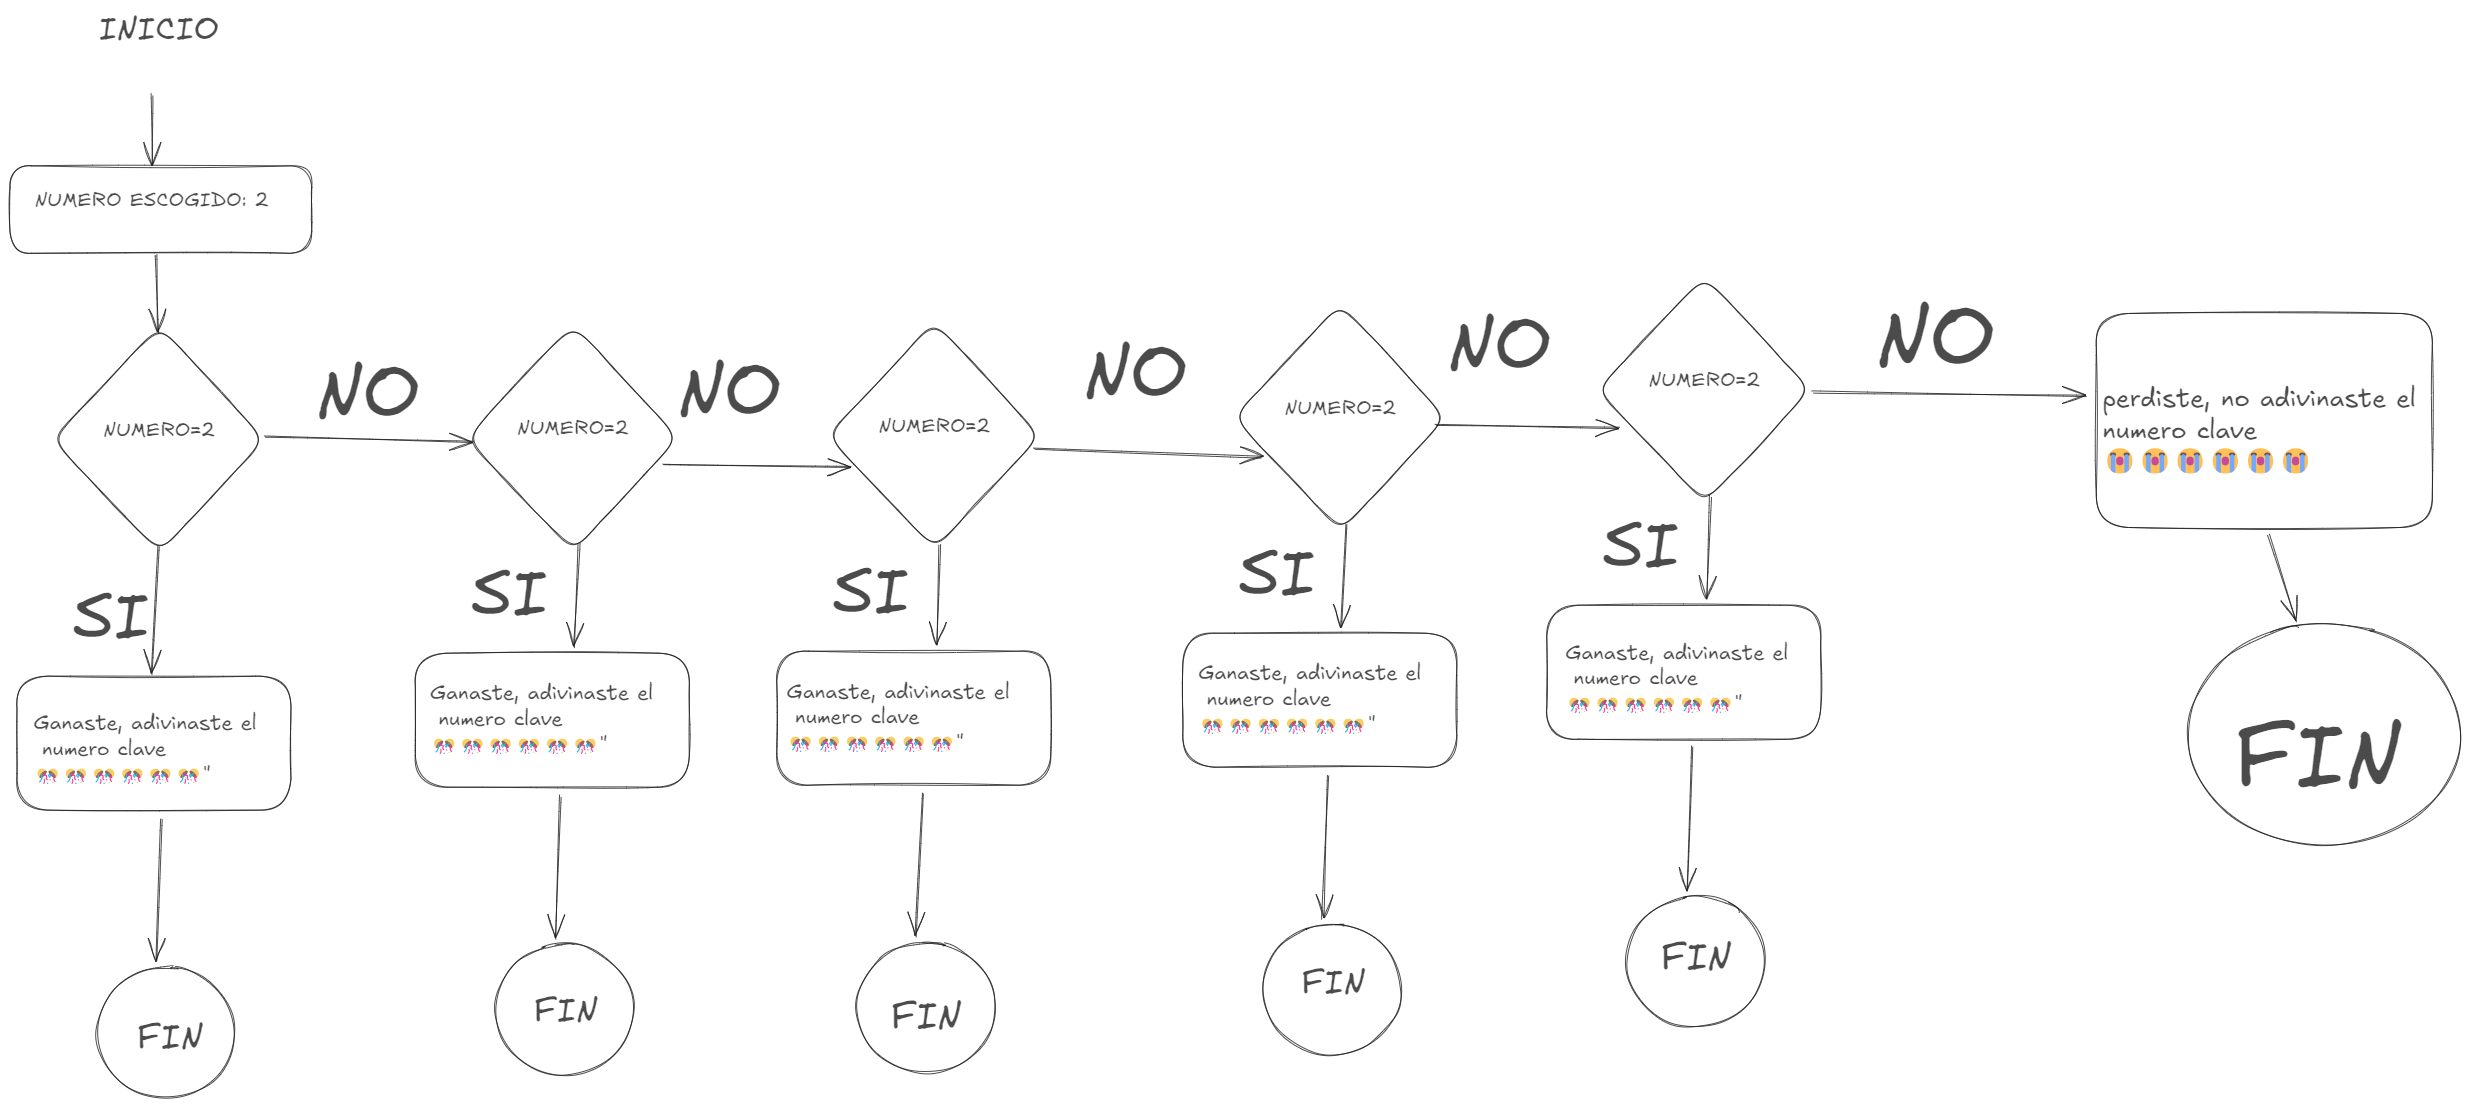 INICIO
NUMERO ESCOGIDO: 2
NUMERO=2
NO
NUMERO=2
NO
NUMERO=2
NO
NUMERO=2
NO
NUMERO=2
NO
perdiste, no adivinaste el
numero clave
😭😭😭😭😭😭
SI
SI
SI
SI
SI
Ganaste, adivinaste el
numero clave
🎊🎊🎊🎊🎊🎊"
Ganaste, adivinaste el
numero clave
🎊🎊🎊🎊🎊🎊"
Ganaste, adivinaste el
numero clave
🎊🎊🎊🎊🎊🎊"
Ganaste, adivinaste el
numero clave
🎊🎊🎊🎊🎊🎊"
Ganaste, adivinaste el
numero clave
🎊🎊🎊🎊🎊🎊"
FIN
FIN
FIN
FIN
FIN
FIN